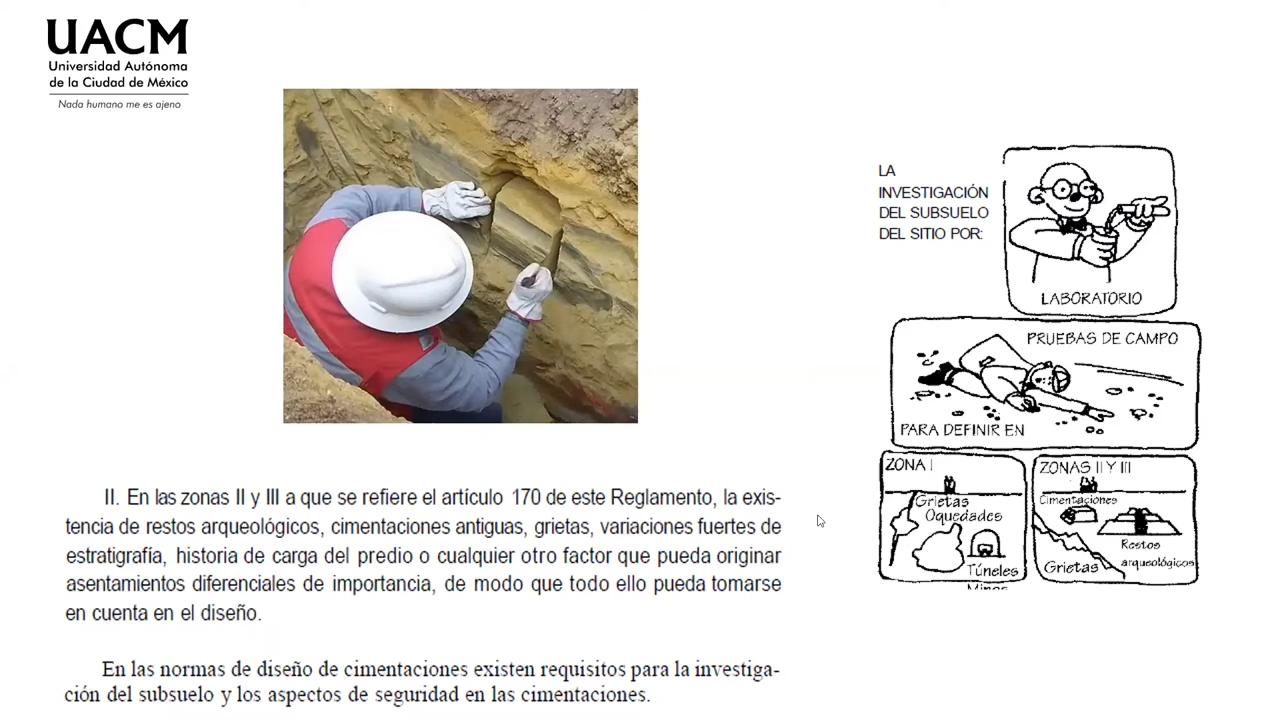 UACM
Universidad Autónoma
de la Ciudad de México
Nada humano me es ajeno
LA
INVESTIGACIÓN
DEL SUBSUELO
DEL SITIO POR:
LABORATORIO
PRUEBAS DE CAMPO
PARA DEFINIR EN
ZONA I
Grietas
Oquedades
Túneles
Minas
ZONAS II Y III
Cimentaciones
Restos
arqueológicos
Grietas
II. En las zonas II y III a que se refiere el artículo 170 de este Reglamento, la exis-
tencia de restos arqueológicos, cimentaciones antiguas, grietas, variaciones fuertes de
estratigrafía, historia de carga del predio o cualquier otro factor que pueda originar
asentamientos diferenciales de importancia, de modo que todo ello pueda tomarse
en cuenta en el diseño.
En las normas de diseño de cimentaciones existen requisitos para la investiga-
ción del subsuelo y los aspectos de seguridad en las cimentaciones.